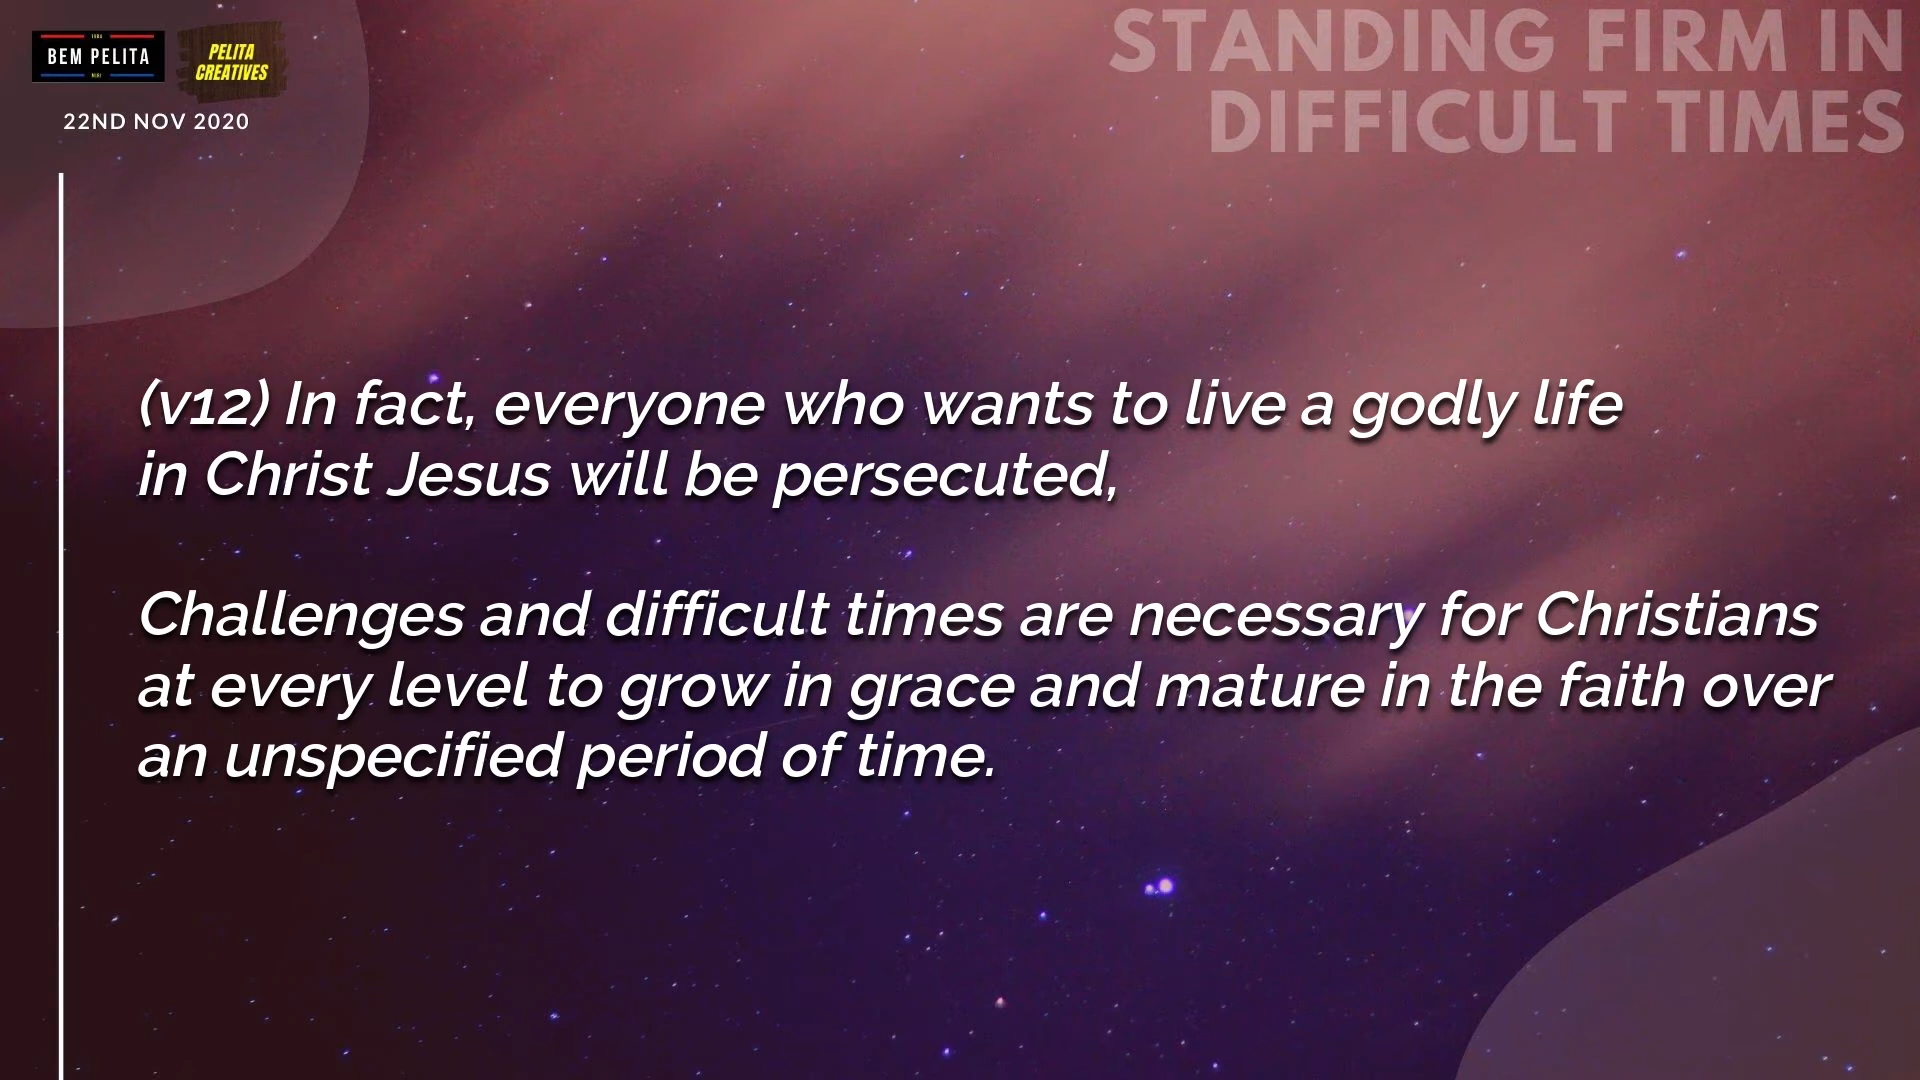 STANDING FIRM IN
DIFFICULT TIMES
1984
BEM PELITA
MIRI
PELITA
CREATIVES
22ND NOV 2020
(v12) In fact, everyone who wants to live a godly life
in Christ Jesus will be persecuted,
Challenges and difficult times are necessary for Christians
at every level to grow in grace and mature in the faith over
an unspecified period of time.